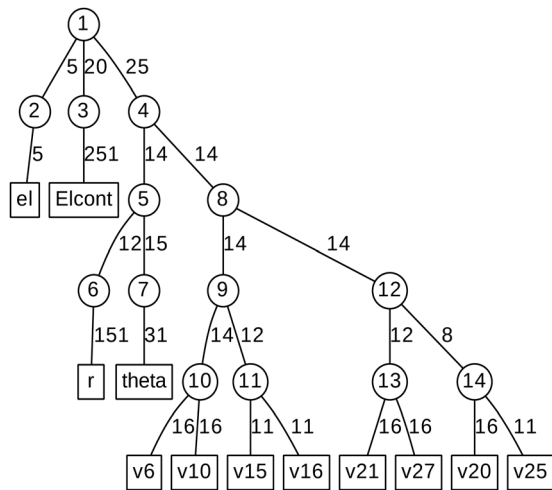 1
5 20 25
2 3 4
5 251 14 14
el Elcont 5 8
12 15 14 14
6 7 9 12
151 31 14 12 12 8
r theta 10 11 13 14
16 16 11 11 16 16 16 11
v6 v10 v15 v16 v21 v27 v20 v25